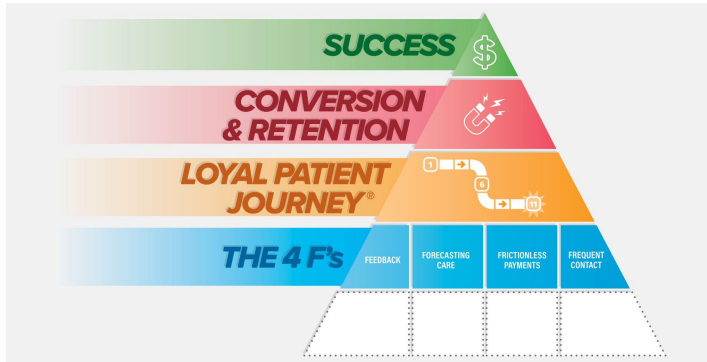 SUCCESS
$
CONVERSION
& RETENTION
LOYAL PATIENT
JOURNEY®
1
6
11
THE 4 F's
FEEDBACK
FORECASTING
CARE
FRICTIONLESS
PAYMENTS
FREQUENT
CONTACT